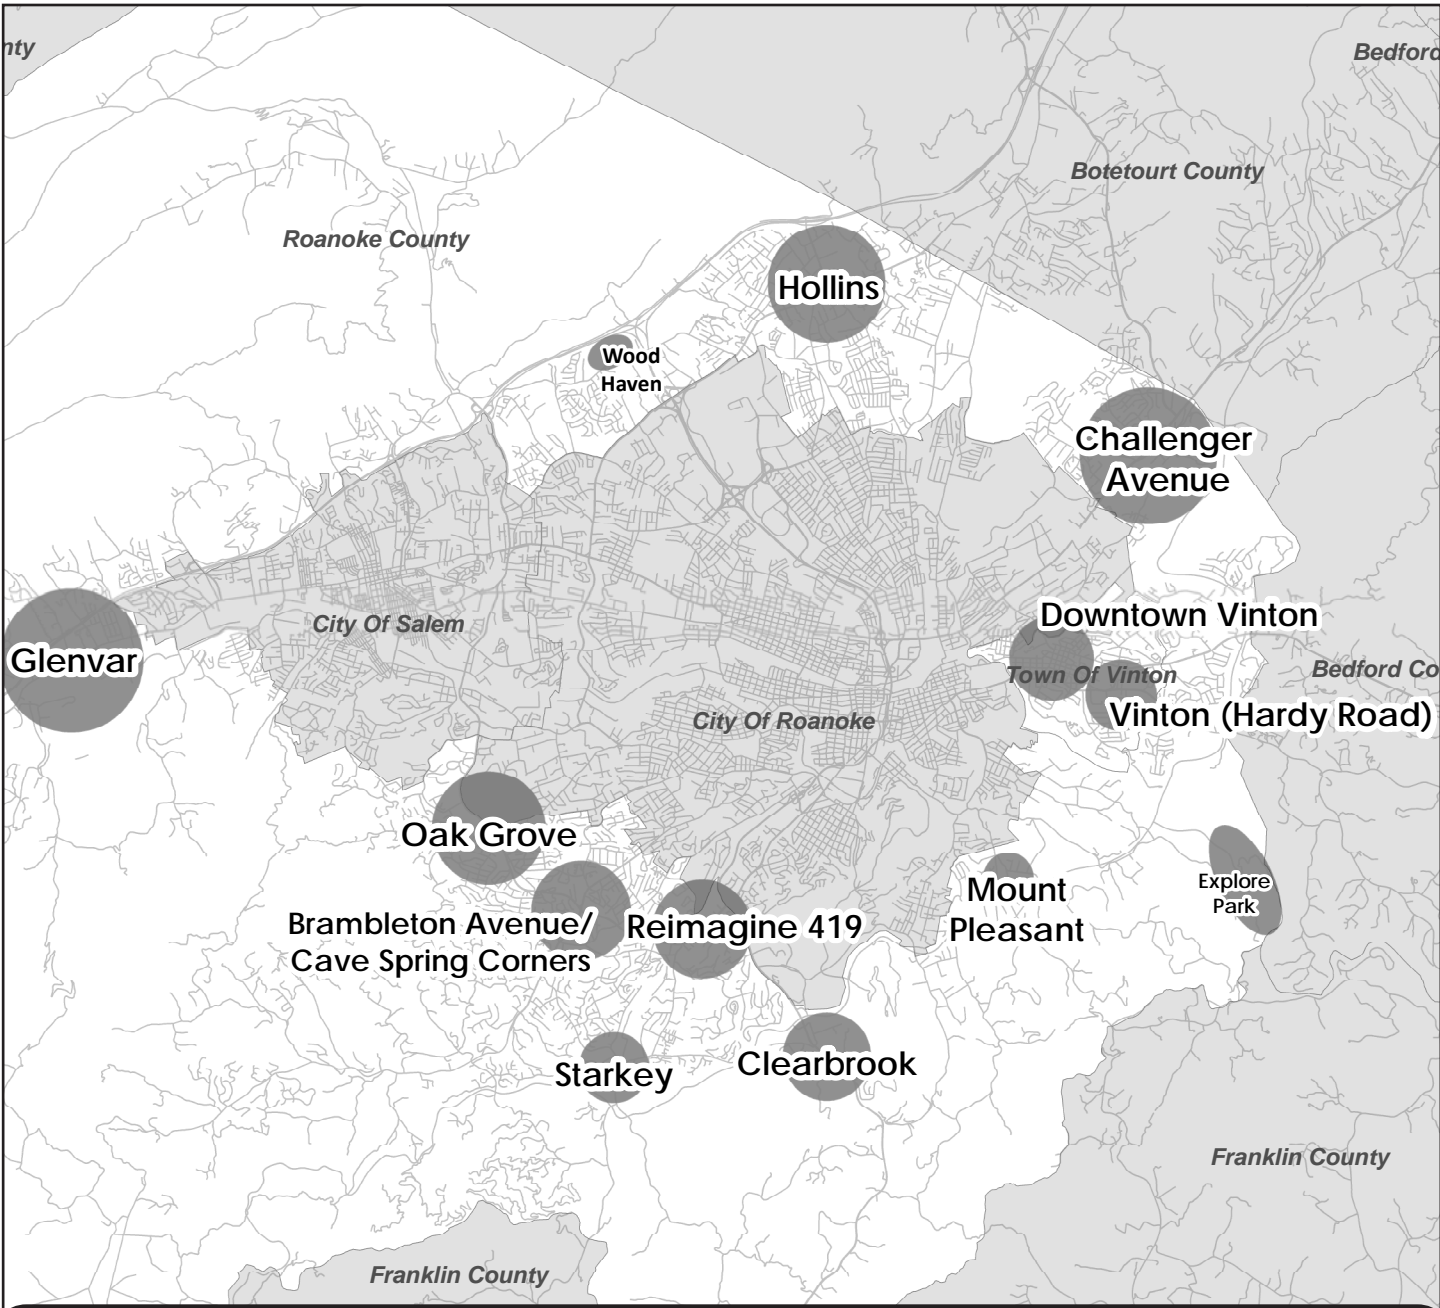 nty
Bedford
Botetourt County
Roanoke County
Hollins
Wood
Haven
Challenger
Avenue
Downtown Vinton
City Of Salem
Glenvar
Town Of Vinton
Bedford Co
Vinton (Hardy Road)
City Of Roanoke
Oak Grove
Explore
Park
Mount
Pleasant
Brambleton Avenue/
Cave Spring Corners
Reimagine 419
Clearbrook
Starkey
Franklin County
Franklin County